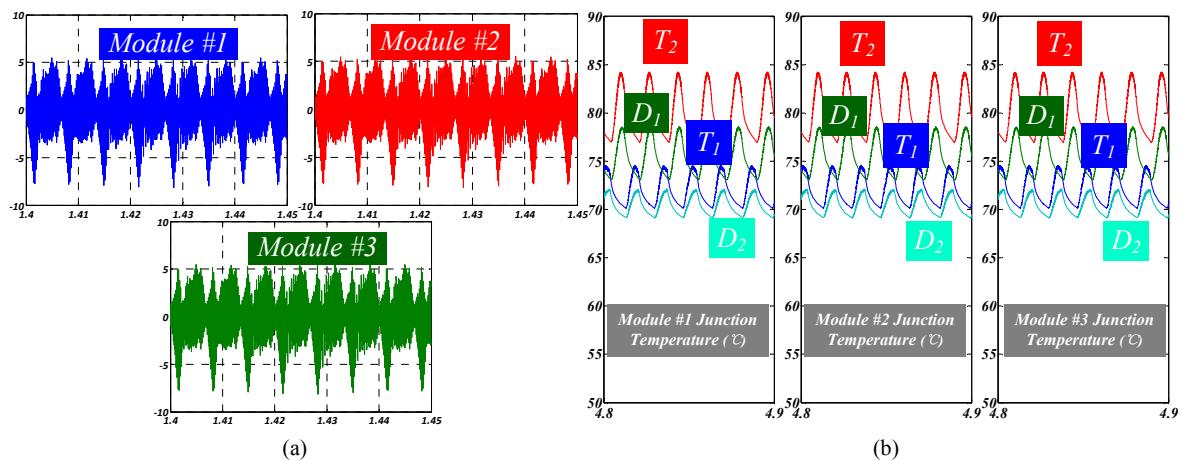 Module #1
10
5
0
-5
-10
1.4
1.41
1.42
1.43
1.44
1.45
Module #2
10
5
0
-5
-10
1.4
1.41
1.42
1.43
1.44
1.45
Module #3
10
5
0
-5
-10
1.4
1.41
1.42
1.43
1.44
1.45
(a)
90
85
80
75
70
65
60
55
50
4.8
T2
D1
T1
D2
Module #1 Junction
Temperature (℃)
90
85
80
75
70
65
60
55
50
4.8
T2
D1
T1
D2
Module #2 Junction
Temperature (℃)
90
85
80
75
70
65
60
55
50
4.9
4.8
T2
D1
T1
D2
Module #3 Junction
Temperature (℃)
4.9
4.9
(b)